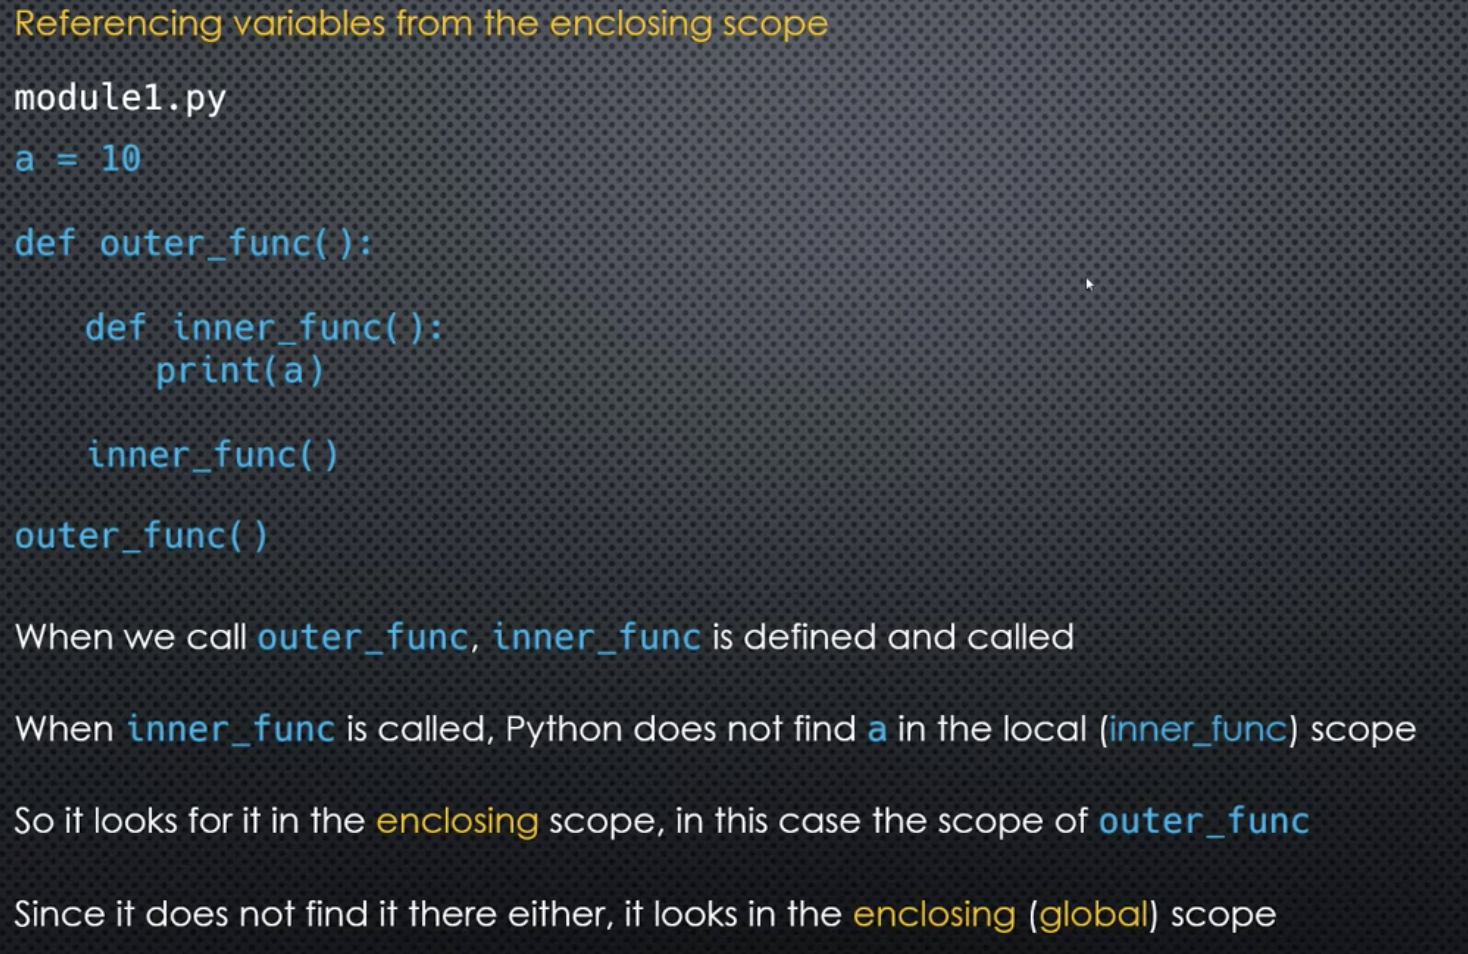 Referencing variables from the enclosing scope
module1.py
a = 10
def outer_func():
    def inner_func():
        print(a)
    inner_func()
outer_func()
When we call outer_func, inner_func is defined and called
When inner_func is called, Python does not find a in the local (inner_func) scope
So it looks for it in the enclosing scope, in this case the scope of outer_func
Since it does not find it there either, it looks in the enclosing (global) scope